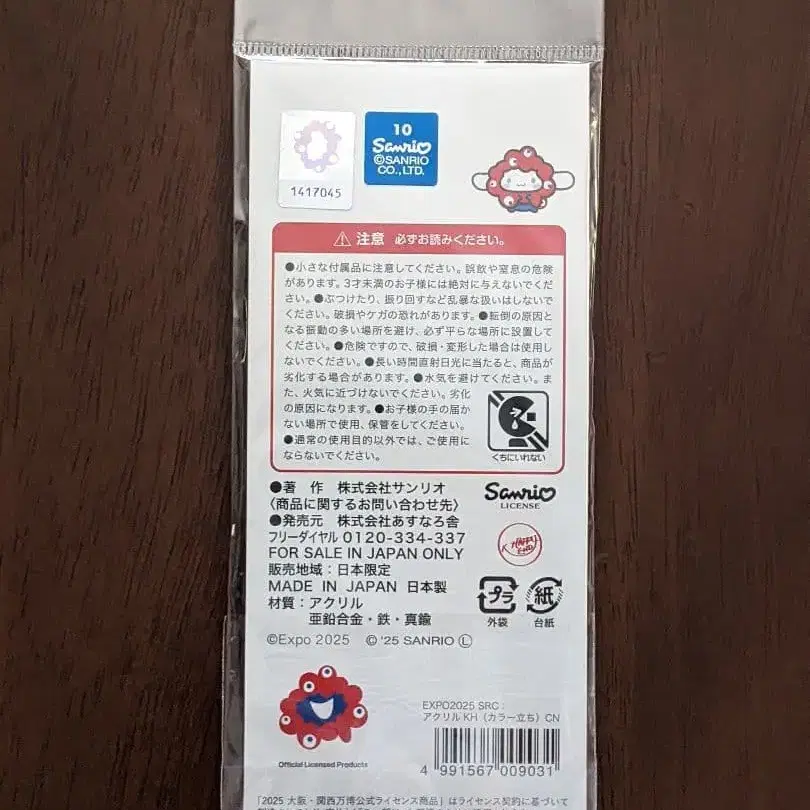 1417045
10
Sanrio
©SANRIO
CO.,LTD.
⚠注意 必ずお読みください。
●小さな付属品に注意してください。誤飲や窒息の危険
があります。3才未満のお子様には絶対に与えないでくだ
さい。●ぶつけたり、振り回すなど乱暴な扱いはしないで
ください。破損やケガの恐れがあります。●転倒の原因と
なる振動の多い場所を避け、必ず平らな場所に設置して
ください。●危険ですので、破損・変形した場合は使用し
ないでください。●長い時間直射日光に当たると、商品が
劣化する場合があります。●水気を避けてください。ま
た、火気に近づけないでください。劣化
の原因になります。●お子様の手の届か
ない場所で使用、保管をしてください。
●通常の使用目的以外では、ご使用に
ならないでください。
くちにいれない
●著 作 株式会社サンリオ
〈商品に関するお問い合わせ先〉
●発売元 株式会社あすなろ舎
フリーダイヤル 0120-334-337
FOR SALE IN JAPAN ONLY
販売地域：日本限定
MADE IN JAPAN 日本製
材質：アクリル
亜鉛合金・鉄・真鍮
©Expo 2025 ©'25 SANRIO Ⓛ
Sanrio
LICENSE
プラ
外袋
紙
台紙
Official Licensed Products
EXPO2025 SRC：
アクリル KH（カラー立ち）CN
4 991567 009031
「2025 大阪・関西万博公式ライセンス商品」はライセンス契約に基づいて